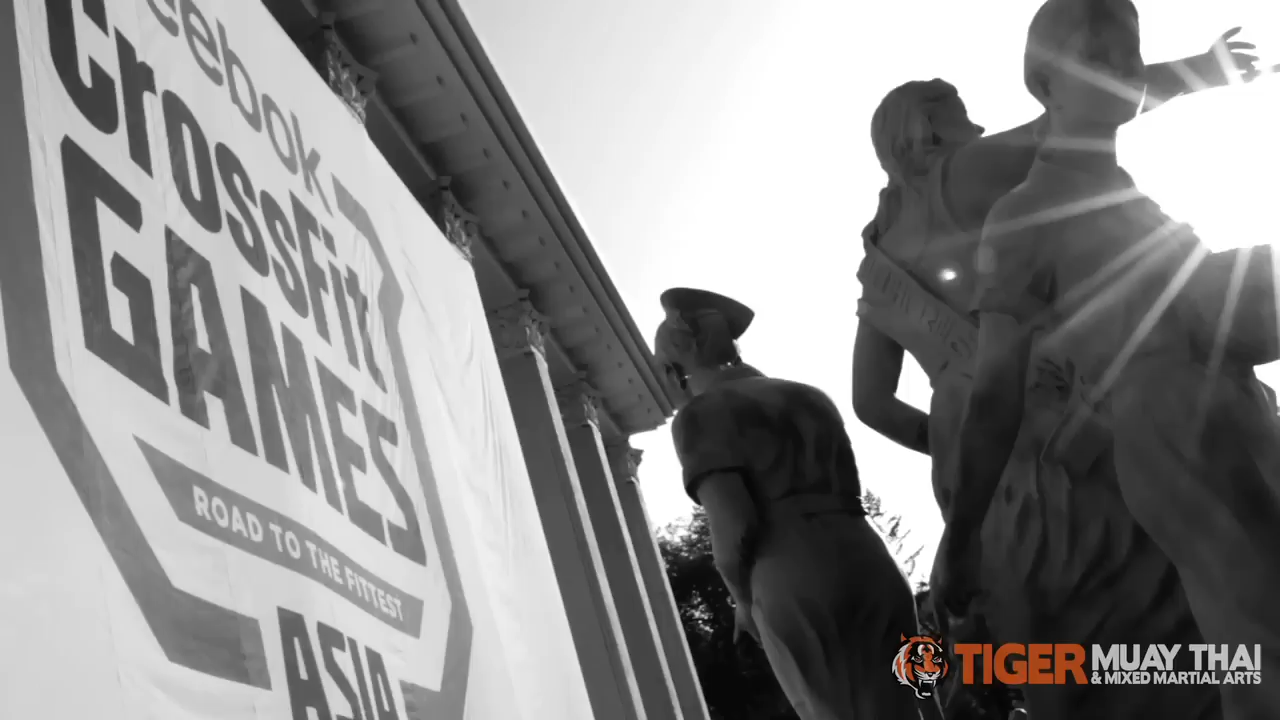 eebok
CrossFit
GAMES
ROAD TO THE FITTEST
ASIA
TIGER MUAY THAI
& MIXED MARTIAL ARTS